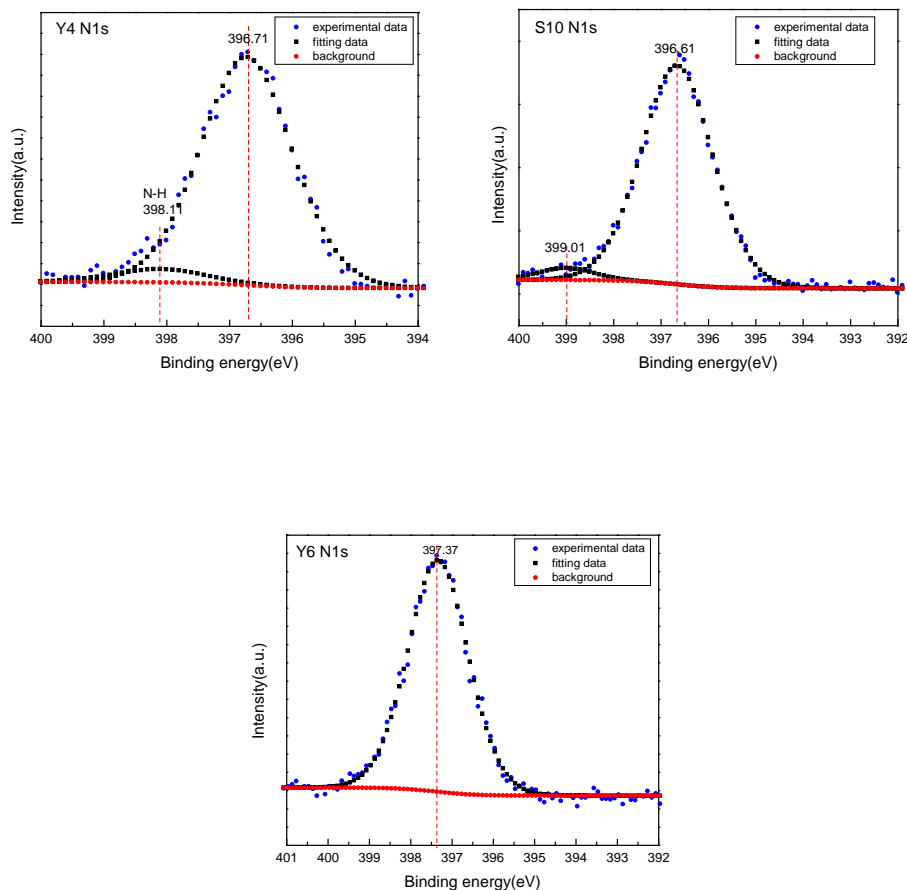 Y4 N1s
396.71
experimental data
fitting data
background
N-H
398.11
Intensity(a.u.)
400 399 398 397 396 395 394
Binding energy(eV)
S10 N1s
396.61
experimental data
fitting data
background
399.01
Intensity(a.u.)
400 399 398 397 396 395 394 393 392
Binding energy(eV)
Y6 N1s
397.37
experimental data
fitting data
background
Intensity(a.u.)
401 400 399 398 397 396 395 394 393 392
Binding energy(eV)